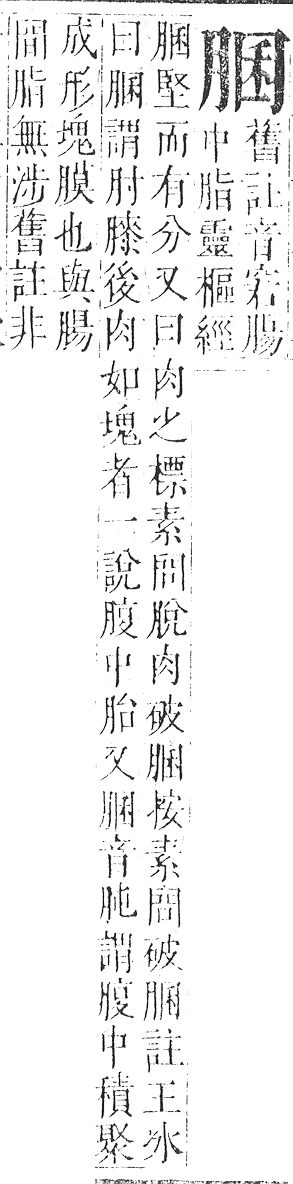 䐃
舊註音窘腸
中脂靈樞經
䐃堅而有分又曰肉之標素問脫肉破䐃按素問破䐃註王冰
曰䐃謂肘膝後肉如塊者一說腹中胎又䐃音肫謂腹中積聚
成形塊膜也與腸
間脂無涉舊註非